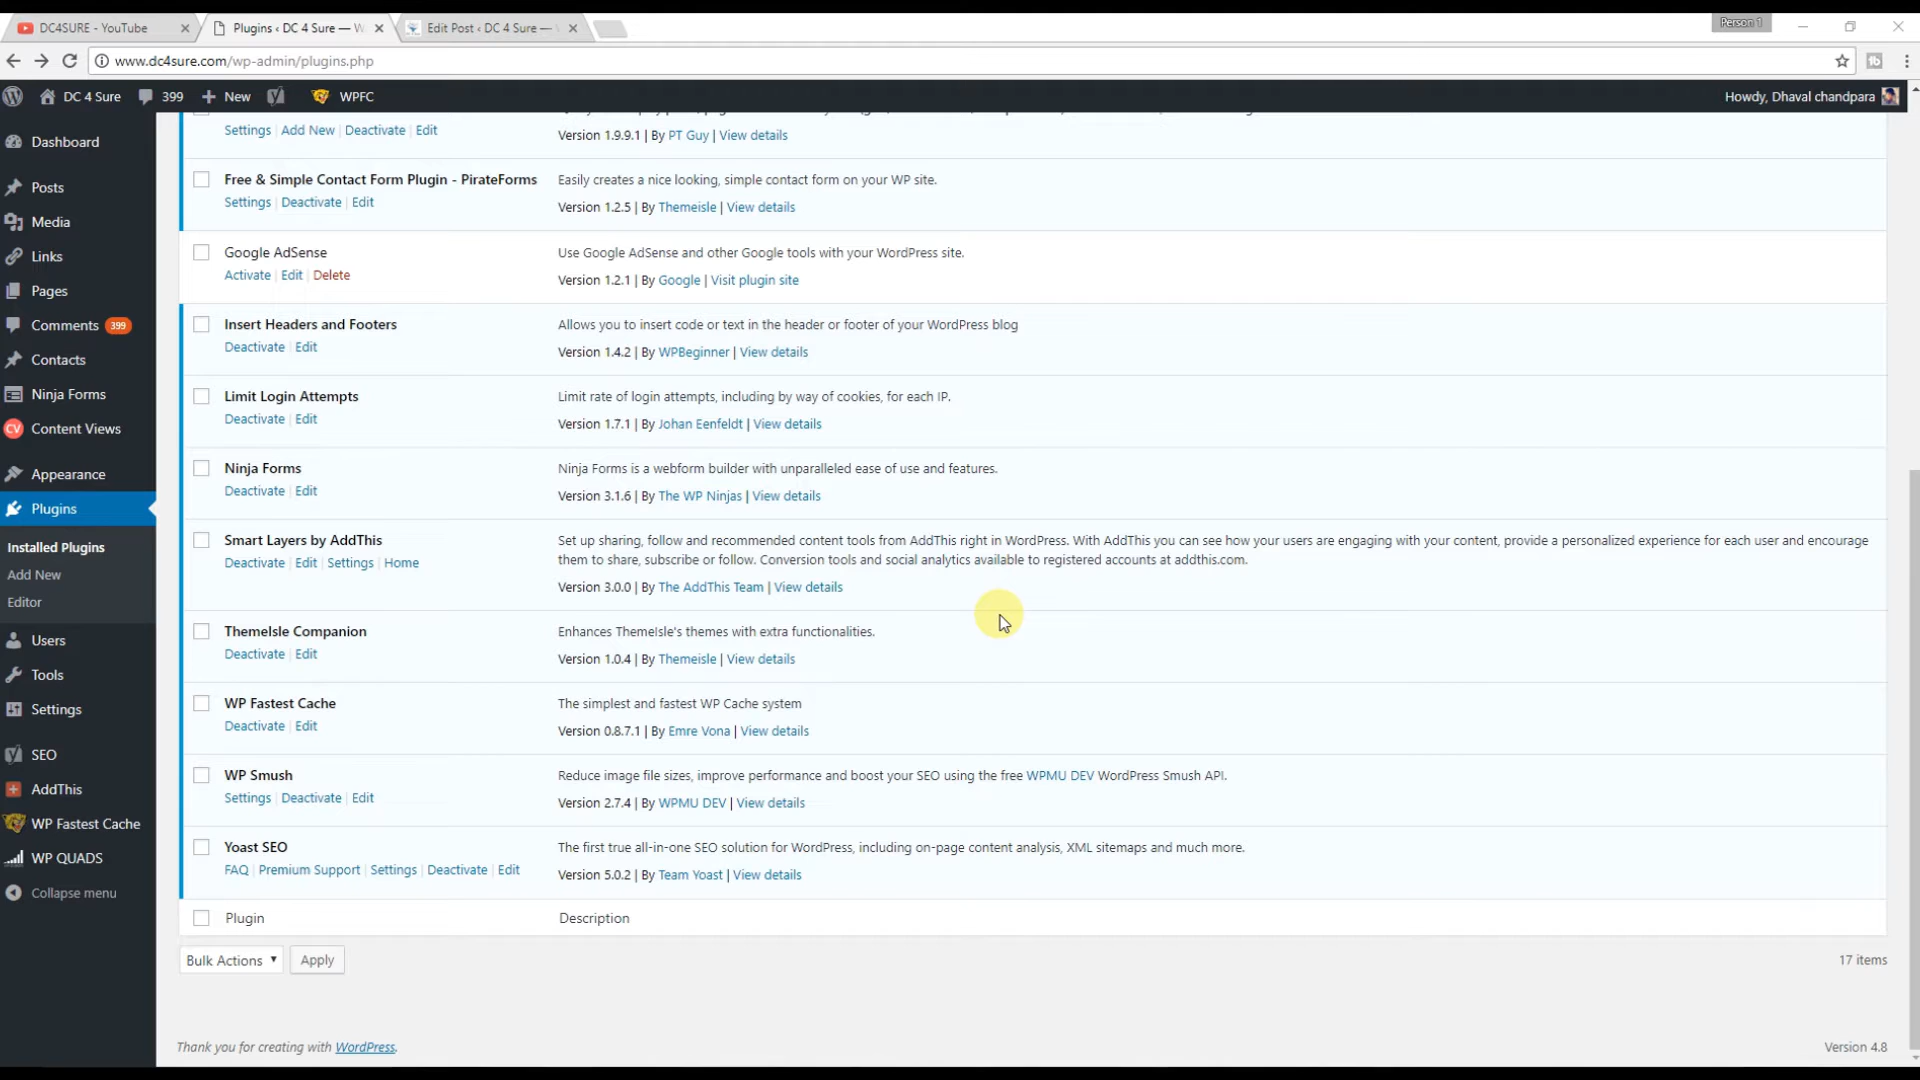 DC4SURE - YouTube
Plugins ‹ DC 4 Sure — W
Edit Post ‹ DC 4 Sure —
Person 1
www.dc4sure.com/wp-admin/plugins.php
DC 4 Sure 399 New WPFC Howdy, Dhaval chandpara
Dashboard
Posts
Media
Links
Pages
Comments 399
Contacts
Ninja Forms
Content Views
Appearance
Plugins
Installed Plugins
Add New
Editor
Users
Tools
Settings
SEO
AddThis
WP Fastest Cache
WP QUADS
Collapse menu
Settings | Add New | Deactivate | Edit
Version 1.9.9.1 | By PT Guy | View details
Free & Simple Contact Form Plugin - PirateForms
Settings | Deactivate | Edit
Easily creates a nice looking, simple contact form on your WP site.
Version 1.2.5 | By Themeisle | View details
Google AdSense
Activate | Edit | Delete
Use Google AdSense and other Google tools with your WordPress site.
Version 1.2.1 | By Google | Visit plugin site
Insert Headers and Footers
Deactivate | Edit
Allows you to insert code or text in the header or footer of your WordPress blog
Version 1.4.2 | By WPBeginner | View details
Limit Login Attempts
Deactivate | Edit
Limit rate of login attempts, including by way of cookies, for each IP.
Version 1.7.1 | By Johan Eenfeldt | View details
Ninja Forms
Deactivate | Edit
Ninja Forms is a webform builder with unparalleled ease of use and features.
Version 3.1.6 | By The WP Ninjas | View details
Smart Layers by AddThis
Deactivate | Edit | Settings | Home
Set up sharing, follow and recommended content tools from AddThis right in WordPress. With AddThis you can see how your users are engaging with your content, provide a personalized experience for each user and encourage
them to share, subscribe or follow. Conversion tools and social analytics available to registered accounts at addthis.com.
Version 3.0.0 | By The AddThis Team | View details
ThemeIsle Companion
Deactivate | Edit
Enhances ThemeIsle's themes with extra functionalities.
Version 1.0.4 | By Themeisle | View details
WP Fastest Cache
Deactivate | Edit
The simplest and fastest WP Cache system
Version 0.8.7.1 | By Emre Vona | View details
WP Smush
Settings | Deactivate | Edit
Reduce image file sizes, improve performance and boost your SEO using the free WPMU DEV WordPress Smush API.
Version 2.7.4 | By WPMU DEV | View details
Yoast SEO
FAQ | Premium Support | Settings | Deactivate | Edit
The first true all-in-one SEO solution for WordPress, including on-page content analysis, XML sitemaps and much more.
Version 5.0.2 | By Team Yoast | View details
Plugin Description
Bulk Actions Apply 17 items
Thank you for creating with WordPress. Version 4.8